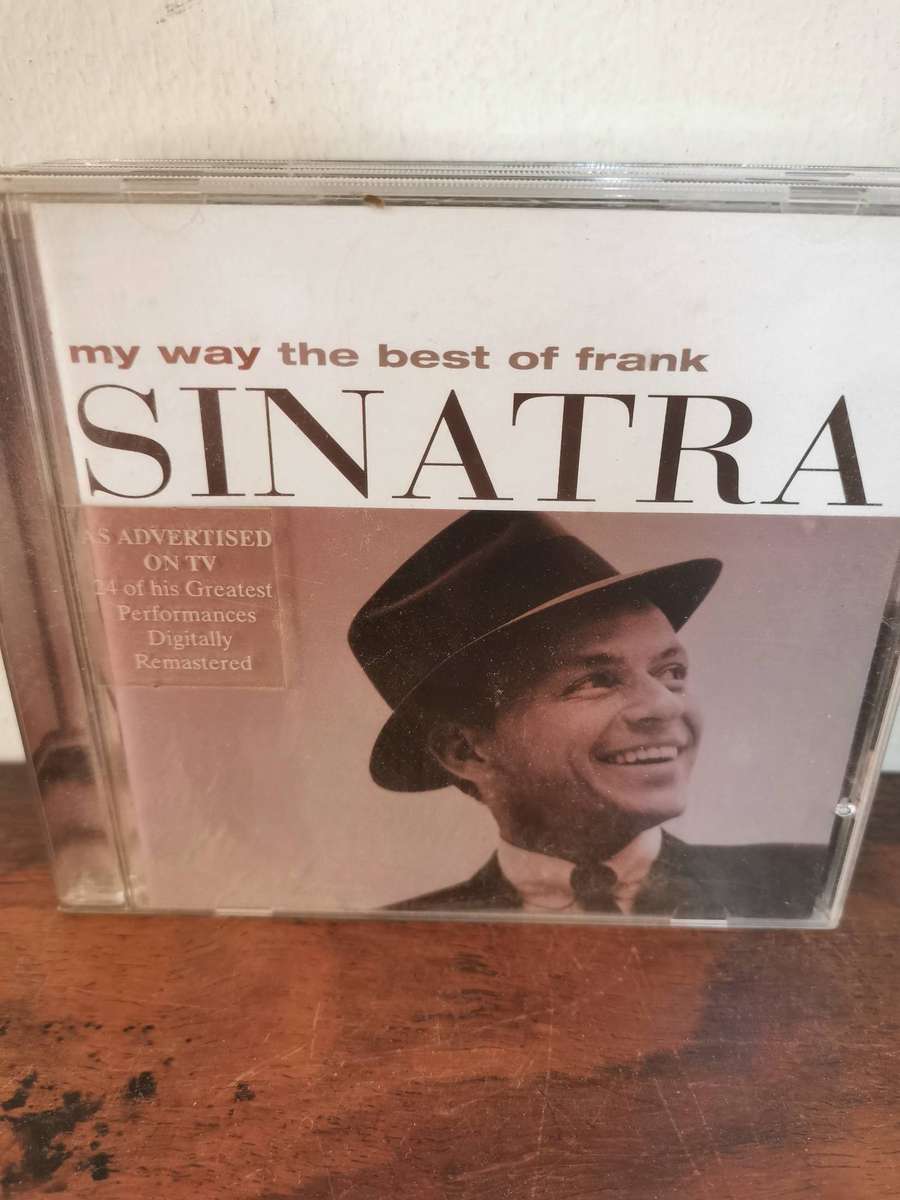 my way the best of frank
SINATRA
AS ADVERTISED
ON TV
24 of his Greatest
Performances
Digitally
Remastered